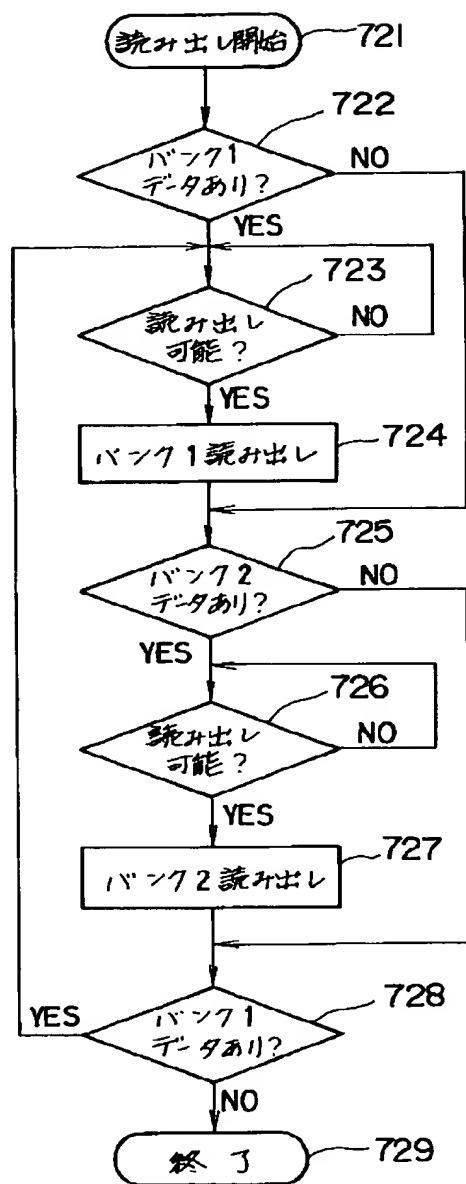 読み出し開始
721
722
バンク1
データあり?
NO
YES
723
読み出し
可能?
NO
YES
バンク1読出し
724
725
バンク2
データあり?
NO
YES
726
読み出し
可能?
NO
YES
バンク2読み出し
727
728
YES
バンク1
データあり?
NO
終了
729